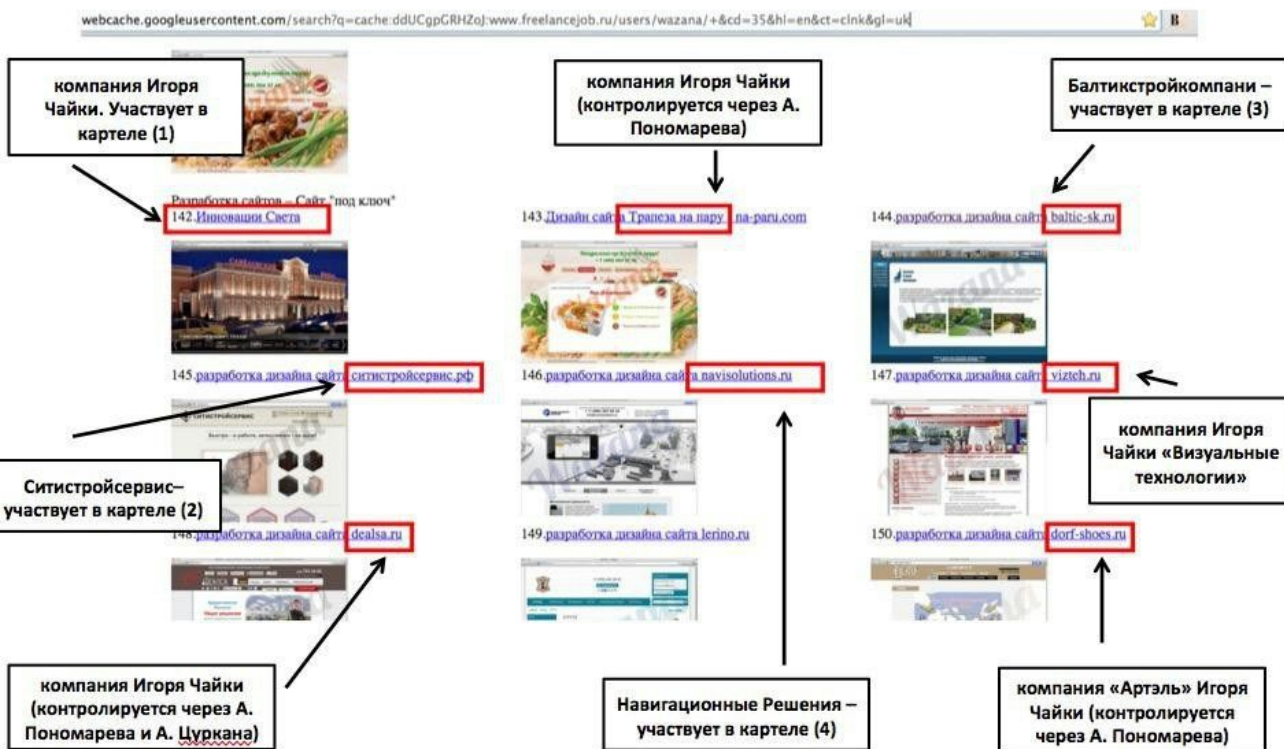 webcache.googleusercontent.com/search?q=cache:ddUCgpGRHZoJ:www.freelancejob.ru/users/wazana/+&cd=35&hl=en&ct=clnk&gl=uk
B
компания Игоря
Чайки. Участвует в
картеле (1)
компания Игоря Чайки
(контролируется через А.
Пономарева)
Балтикстройкомпани –
участвует в картеле (3)
Разработка сайтов – Сайт "под ключ"
142.Инновации Света
143.Дизайн сайта Трапеза на пару na-paru.com
144.разработка дизайна сайта baltic-sk.ru
Wazana
145.разработка дизайна сайта ситистройсервис.рф
146.разработка дизайна сайта navisolutions.ru
147.разработка дизайна сайта vizteh.ru
СИТИСТРОЙСЕРВИС
Wazana
компания Игоря
Чайки «Визуальные
технологии»
Ситистройсервис–
участвует в картеле (2)
148.разработка дизайна сайта dealsa.ru
149.разработка дизайна сайта lerino.ru
150.разработка дизайна сайта dorf-shoes.ru
компания Игоря Чайки
(контролируется через А.
Пономарева и А. Цуркана)
Навигационные Решения –
участвует в картеле (4)
компания «Артэль» Игоря
Чайки (контролируется
через А. Пономарева)